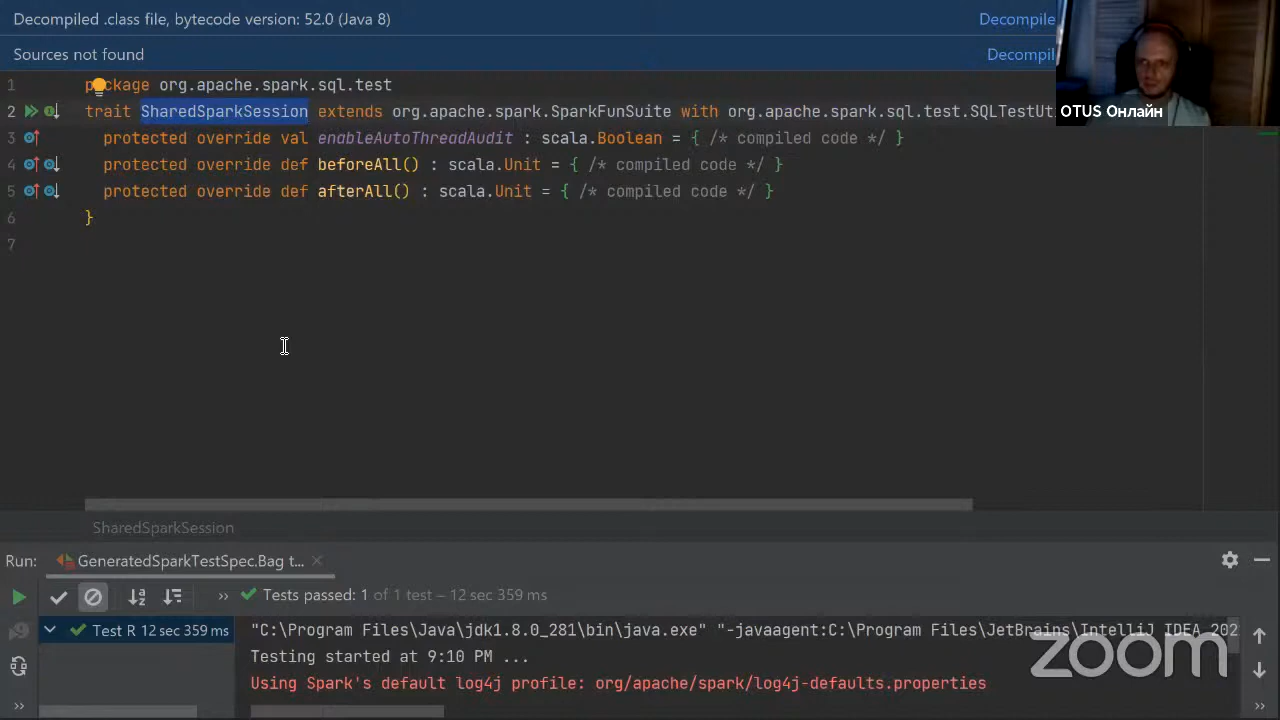 Decompiled .class file, bytecode version: 52.0 (Java 8)
Decompile
Sources not found
Decompil
OTUS Онлайн
1 package org.apache.spark.sql.test
2 trait SharedSparkSession extends org.apache.spark.SparkFunSuite with org.apache.spark.sql.test.SQLTestUt
3 protected override val enableAutoThreadAudit : scala.Boolean = { /* compiled code */ }
4 protected override def beforeAll() : scala.Unit = { /* compiled code */ }
5 protected override def afterAll() : scala.Unit = { /* compiled code */ }
6 }
7
SharedSparkSession
Run: GeneratedSparkTestSpec.Bag t...
Tests passed: 1 of 1 test – 12 sec 359 ms
Test R 12 sec 359 ms
"C:\Program Files\Java\jdk1.8.0_281\bin\java.exe" "-javaagent:C:\Program Files\JetBrains\IntelliJ IDEA 202
Testing started at 9:10 PM ...
Using Spark's default log4j profile: org/apache/spark/log4j-defaults.properties
zoom